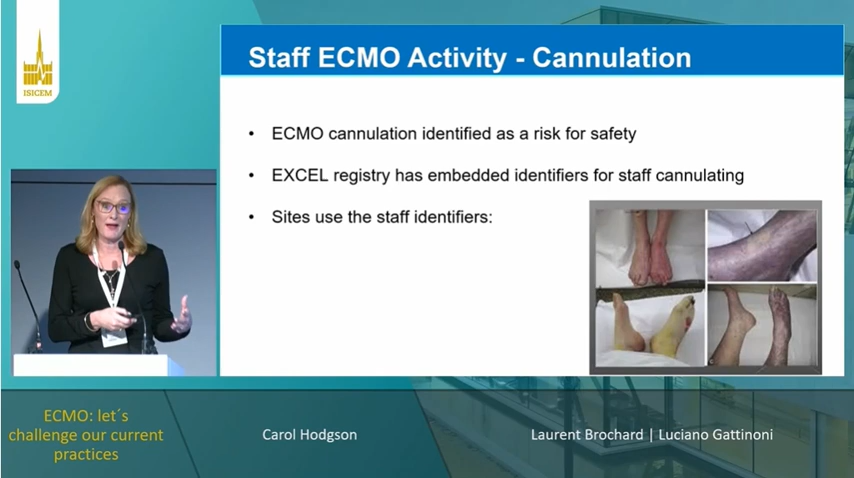 ISICEM
Staff ECMO Activity - Cannulation
• ECMO cannulation identified as a risk for safety
• EXCEL registry has embedded identifiers for staff cannulating
• Sites use the staff identifiers:
ECMO: let´s
challenge our current
practices
Carol Hodgson
Laurent Brochard | Luciano Gattinoni